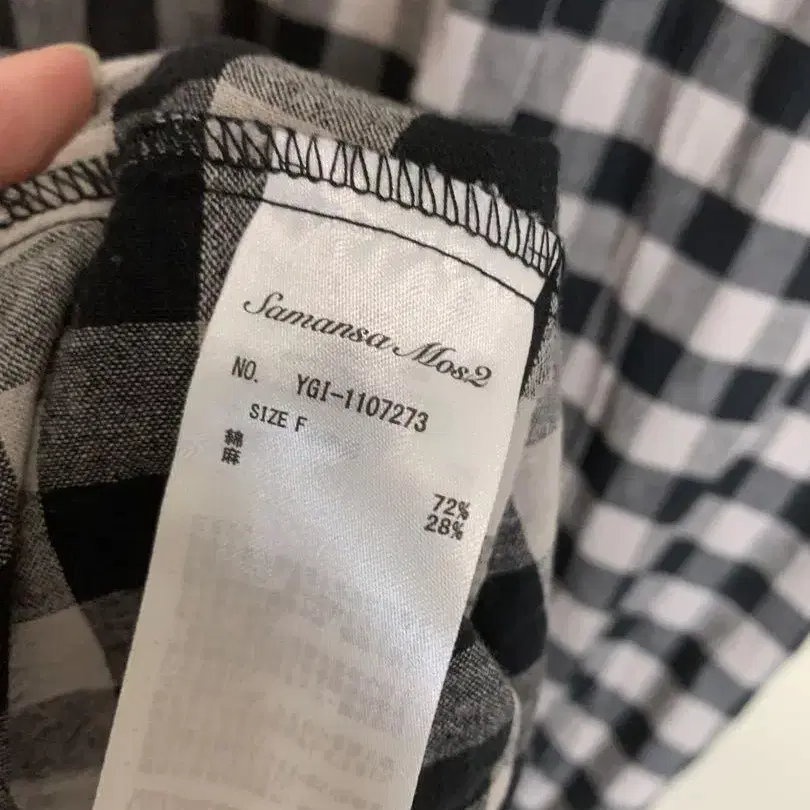 Samansa Mos2
NO. YGI-1107273
SIZE F
綿 72%
麻 28%